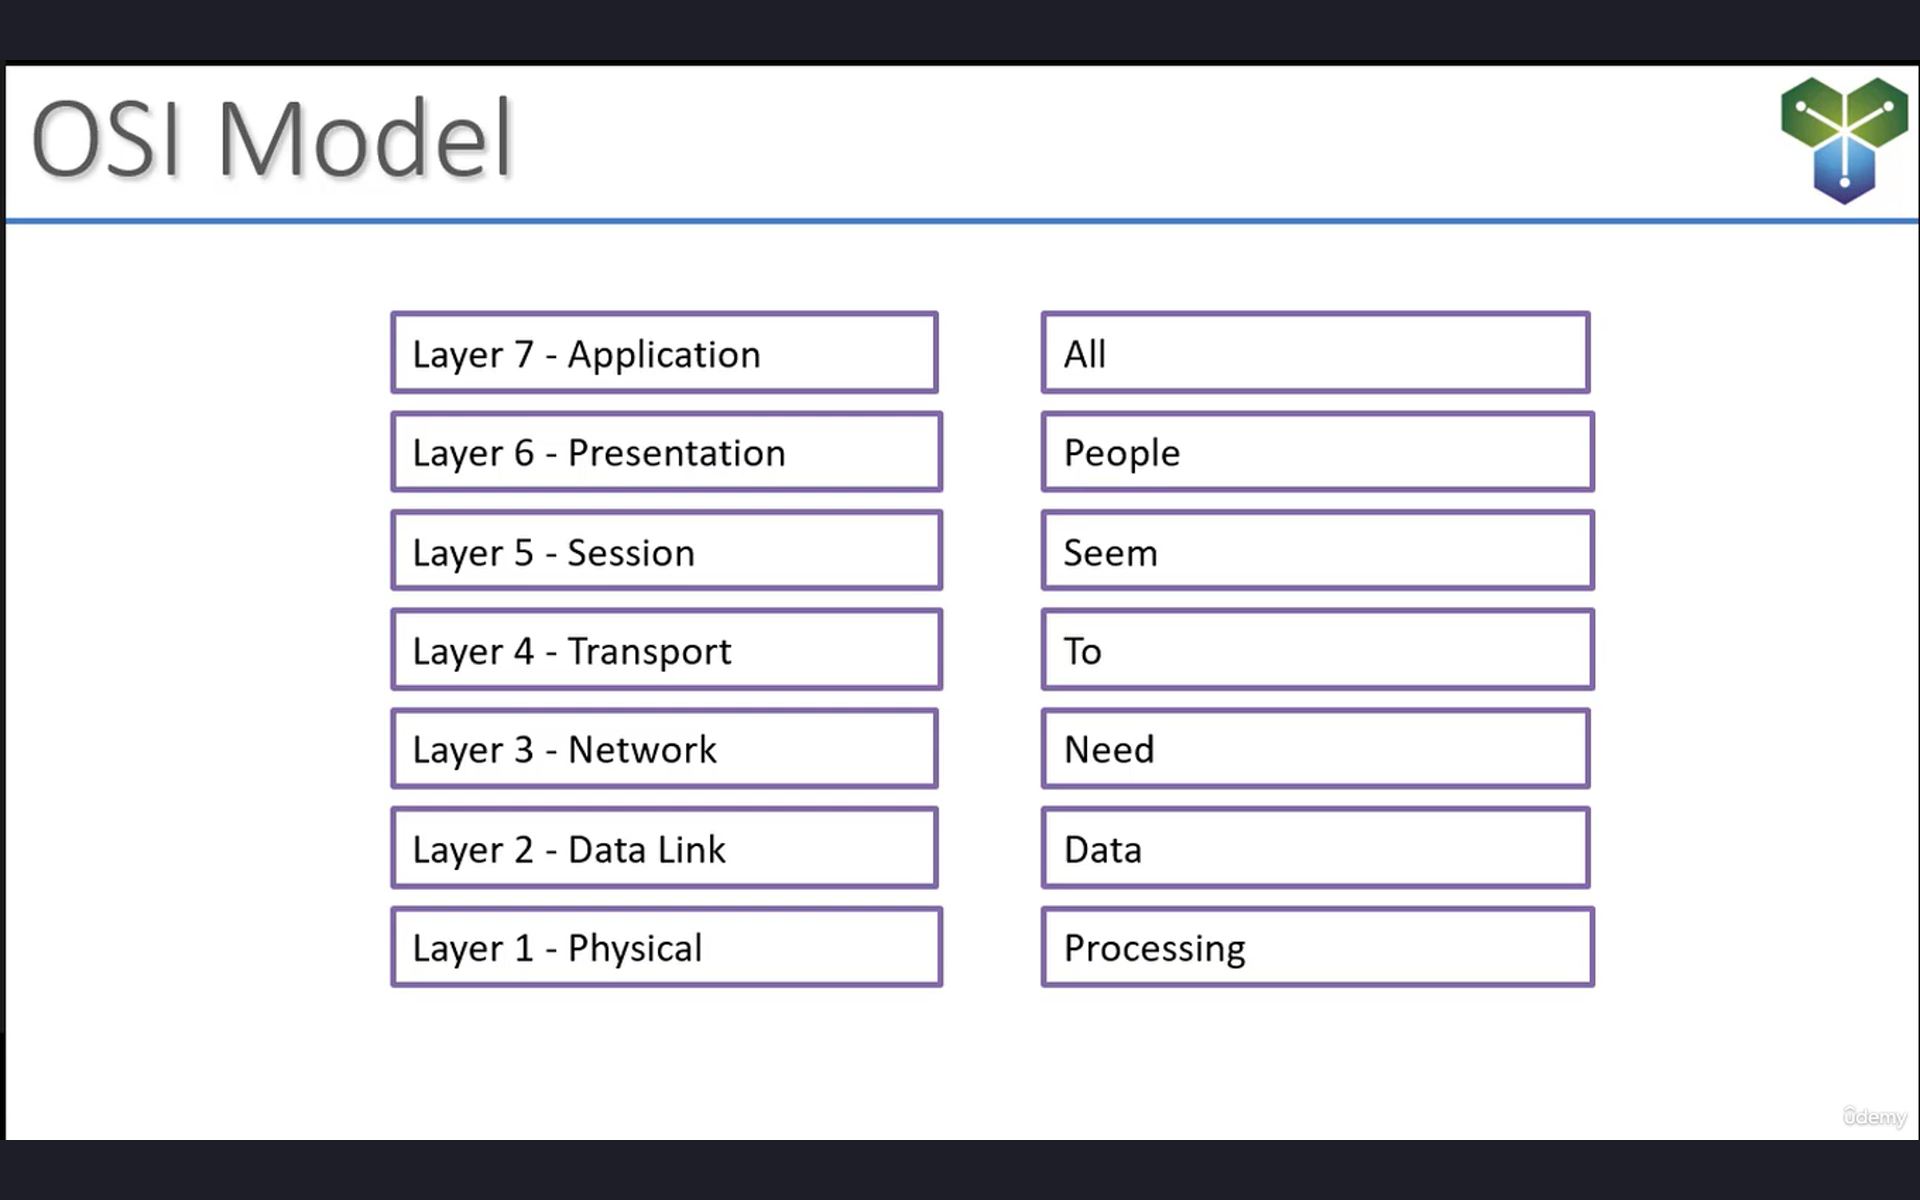 OSI Model
Layer 7 - Application
All
Layer 6 - Presentation
People
Layer 5 - Session
Seem
Layer 4 - Transport
To
Layer 3 - Network
Need
Layer 2 - Data Link
Data
Layer 1 - Physical
Processing
ûdemy